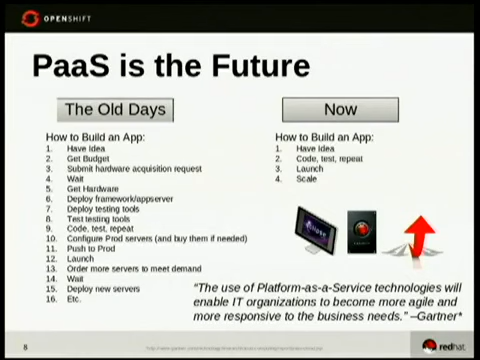 OPENSHIFT
PaaS is the Future
The Old Days
How to Build an App:
1. Have Idea
2. Get Budget
3. Submit hardware acquisition request
4. Wait
5. Get Hardware
6. Deploy framework/appserver
7. Deploy testing tools
8. Test testing tools
9. Code, test, repeat
10. Configure Prod servers (and buy them if needed)
11. Push to Prod
12. Launch
13. Order more servers to meet demand
14. Wait
15. Deploy new servers
16. Etc.
Now
How to Build an App:
1. Have Idea
2. Code, test, repeat
3. Launch
4. Scale
"The use of Platform-as-a-Service technologies will
enable IT organizations to become more agile and
more responsive to the business needs." –Gartner*
8
redhat